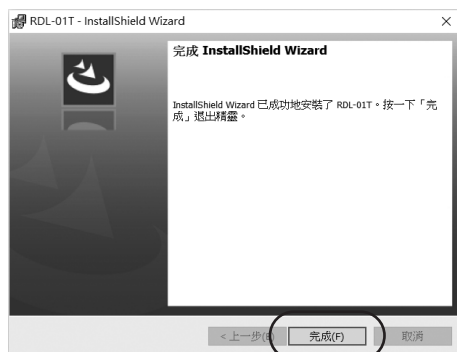 RDL-01T - InstallShield Wizard
完成 InstallShield Wizard
InstallShield Wizard 已成功地安裝了 RDL-01T。按一下「完
成」退出精靈。
<上一步(B)
完成(F)
取消